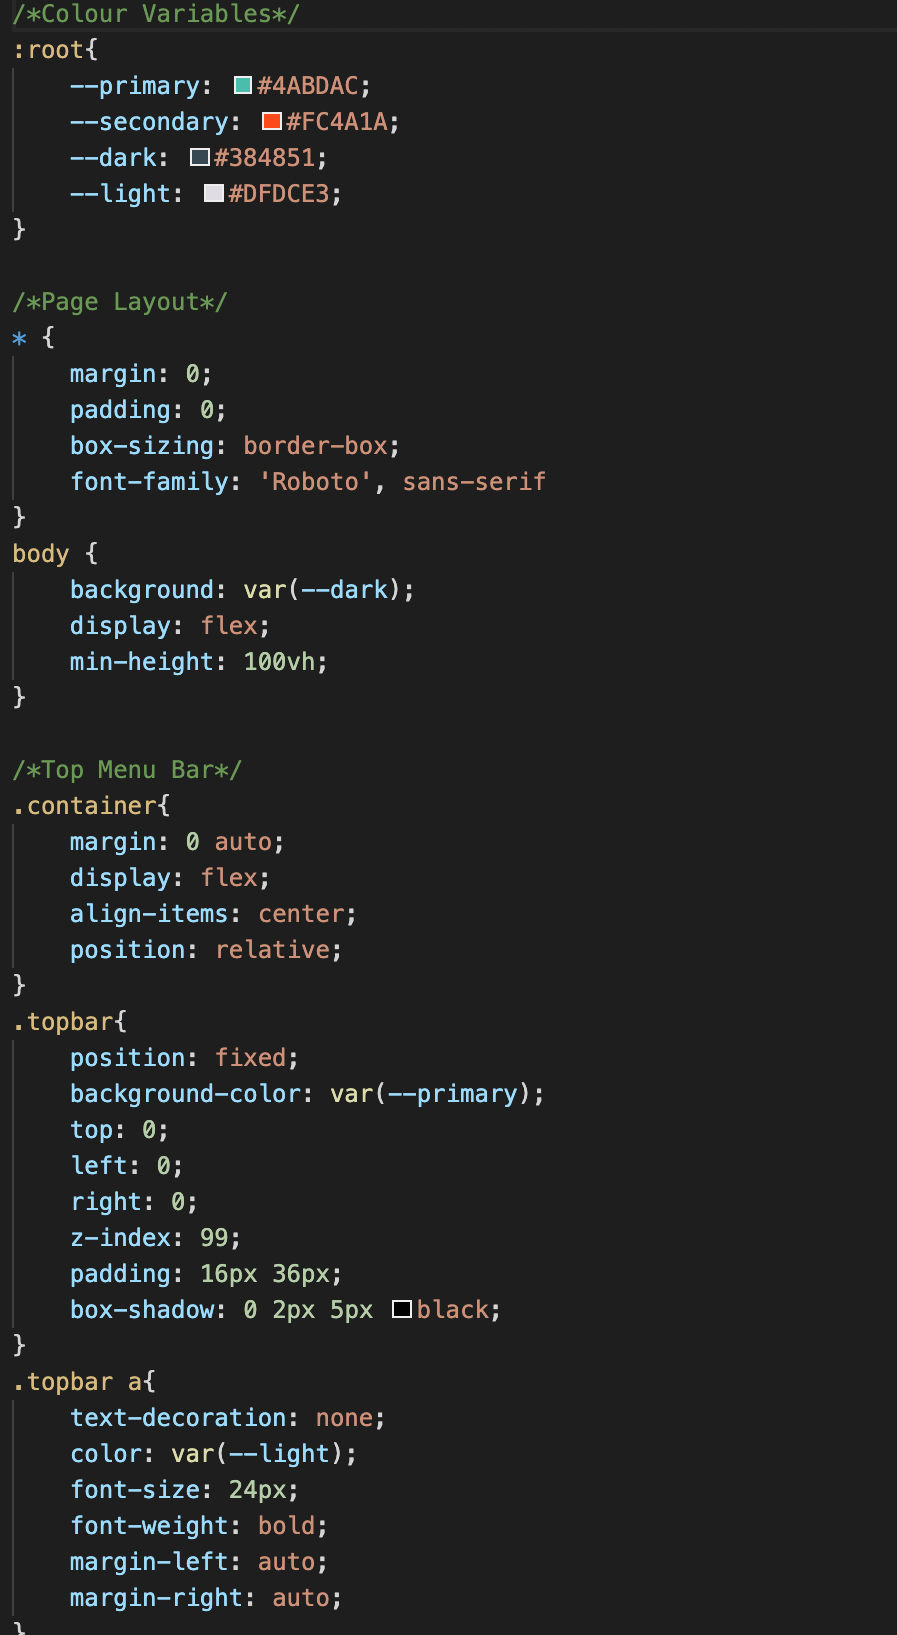 /*Colour Variables*/
:root{
    --primary: #4ABDAC;
    --secondary: #FC4A1A;
    --dark: #384851;
    --light: #DFDCE3;
}

/*Page Layout*/
* {
    margin: 0;
    padding: 0;
    box-sizing: border-box;
    font-family: 'Roboto', sans-serif
}
body {
    background: var(--dark);
    display: flex;
    min-height: 100vh;
}

/*Top Menu Bar*/
.container{
    margin: 0 auto;
    display: flex;
    align-items: center;
    position: relative;
}
.topbar{
    position: fixed;
    background-color: var(--primary);
    top: 0;
    left: 0;
    right: 0;
    z-index: 99;
    padding: 16px 36px;
    box-shadow: 0 2px 5px black;
}
.topbar a{
    text-decoration: none;
    color: var(--light);
    font-size: 24px;
    font-weight: bold;
    margin-left: auto;
    margin-right: auto;
}